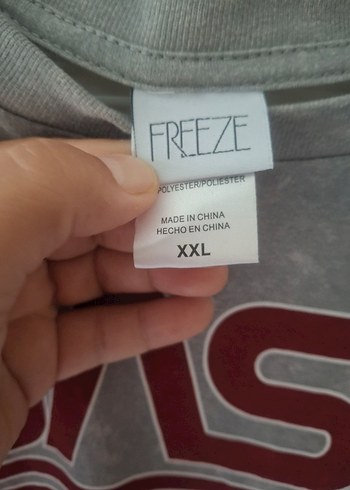 FREEZE
POLYESTER/POLIESTER
MADE IN CHINA
HECHO EN CHINA
XXL